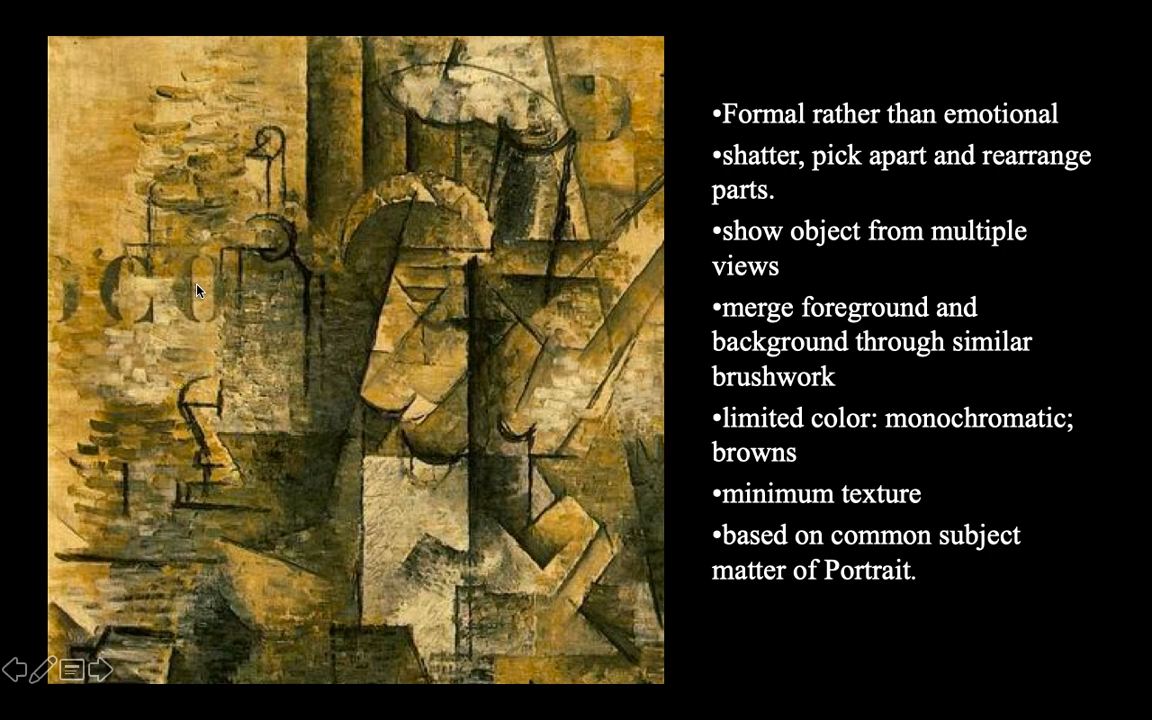 D
D C O
•Formal rather than emotional
•shatter, pick apart and rearrange
parts.
•show object from multiple
views
•merge foreground and
background through similar
brushwork
•limited color: monochromatic;
browns
•minimum texture
•based on common subject
matter of Portrait.